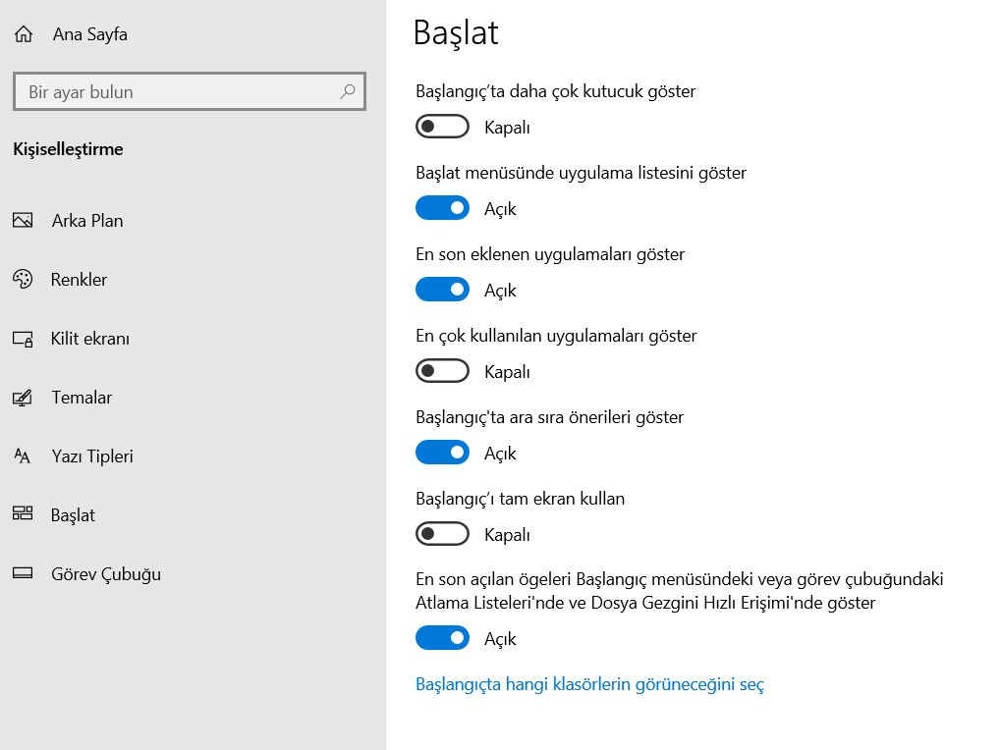 Ana Sayfa
Bir ayar bulun
Kişiselleştirme
Arka Plan
Renkler
Kilit ekranı
Temalar
Yazı Tipleri
Başlat
Görev Çubuğu
Başlat
Başlangıç’ta daha çok kutucuk göster
Kapalı
Başlat menüsünde uygulama listesini göster
Açık
En son eklenen uygulamaları göster
Açık
En çok kullanılan uygulamaları göster
Kapalı
Başlangıç'ta ara sıra önerileri göster
Açık
Başlangıç’ı tam ekran kullan
Kapalı
En son açılan ögeleri Başlangıç menüsündeki veya görev çubuğundaki
Atlama Listeleri'nde ve Dosya Gezgini Hızlı Erişimi'nde göster
Açık
Başlangıçta hangi klasörlerin görüneceğini seç